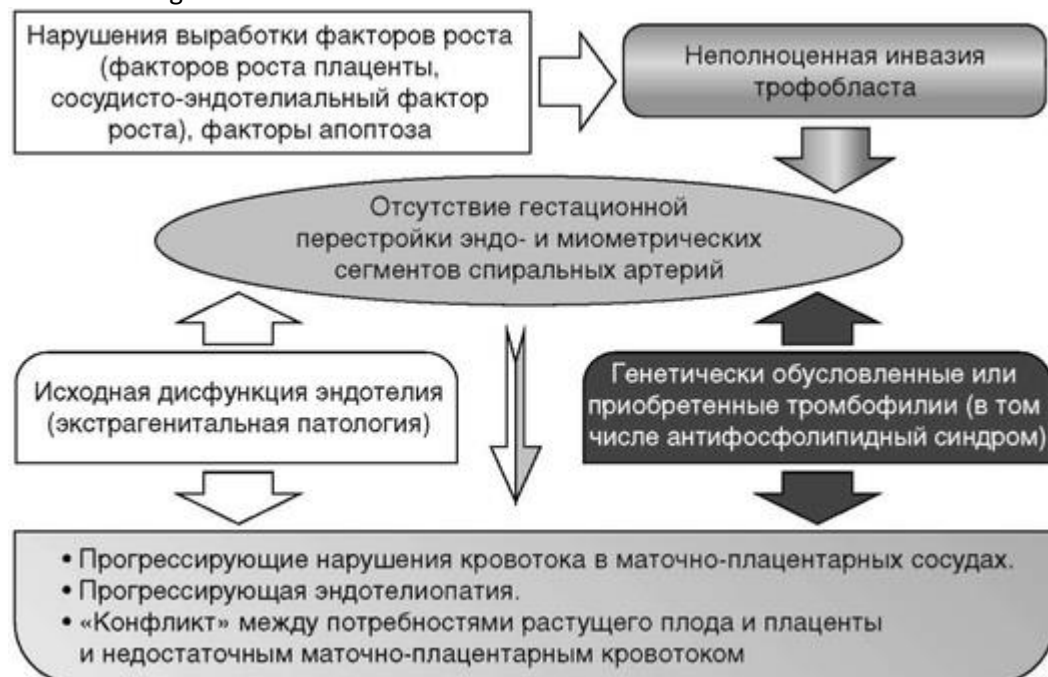 Нарушения выработки факторов роста
(факторов роста плаценты,
сосудисто-эндотелиальный фактор
роста), факторы апоптоза
Неполноценная инвазия
трофобласта
Отсутствие гестационной
перестройки эндо- и миометрических
сегментов спиральных артерий
Исходная дисфункция эндотелия
(экстрагенитальная патология)
Генетически обусловленные или
приобретенные тромбофилии (в том
числе антифосфолипидный синдром)
• Прогрессирующие нарушения кровотока в маточно-плацентарных сосудах.
• Прогрессирующая эндотелиопатия.
• «Конфликт» между потребностями растущего плода и плаценты
и недостаточным маточно-плацентарным кровотоком